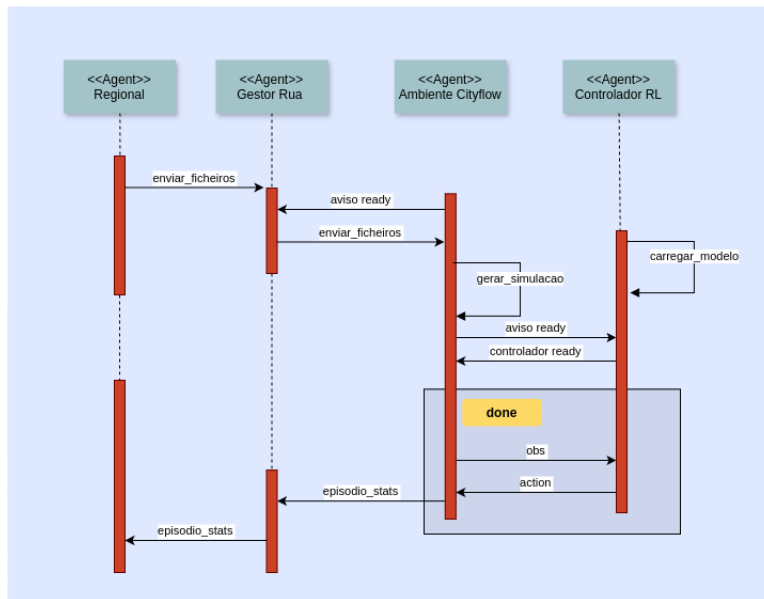 <<Agent>>
Regional
<<Agent>>
Gestor Rua
<<Agent>>
Ambiente Cityflow
<<Agent>>
Controlador RL
enviar_ficheiros
aviso ready
enviar_ficheiros
carregar_modelo
gerar_simulacao
aviso ready
controlador ready
done
obs
action
episodio_stats
episodio_stats